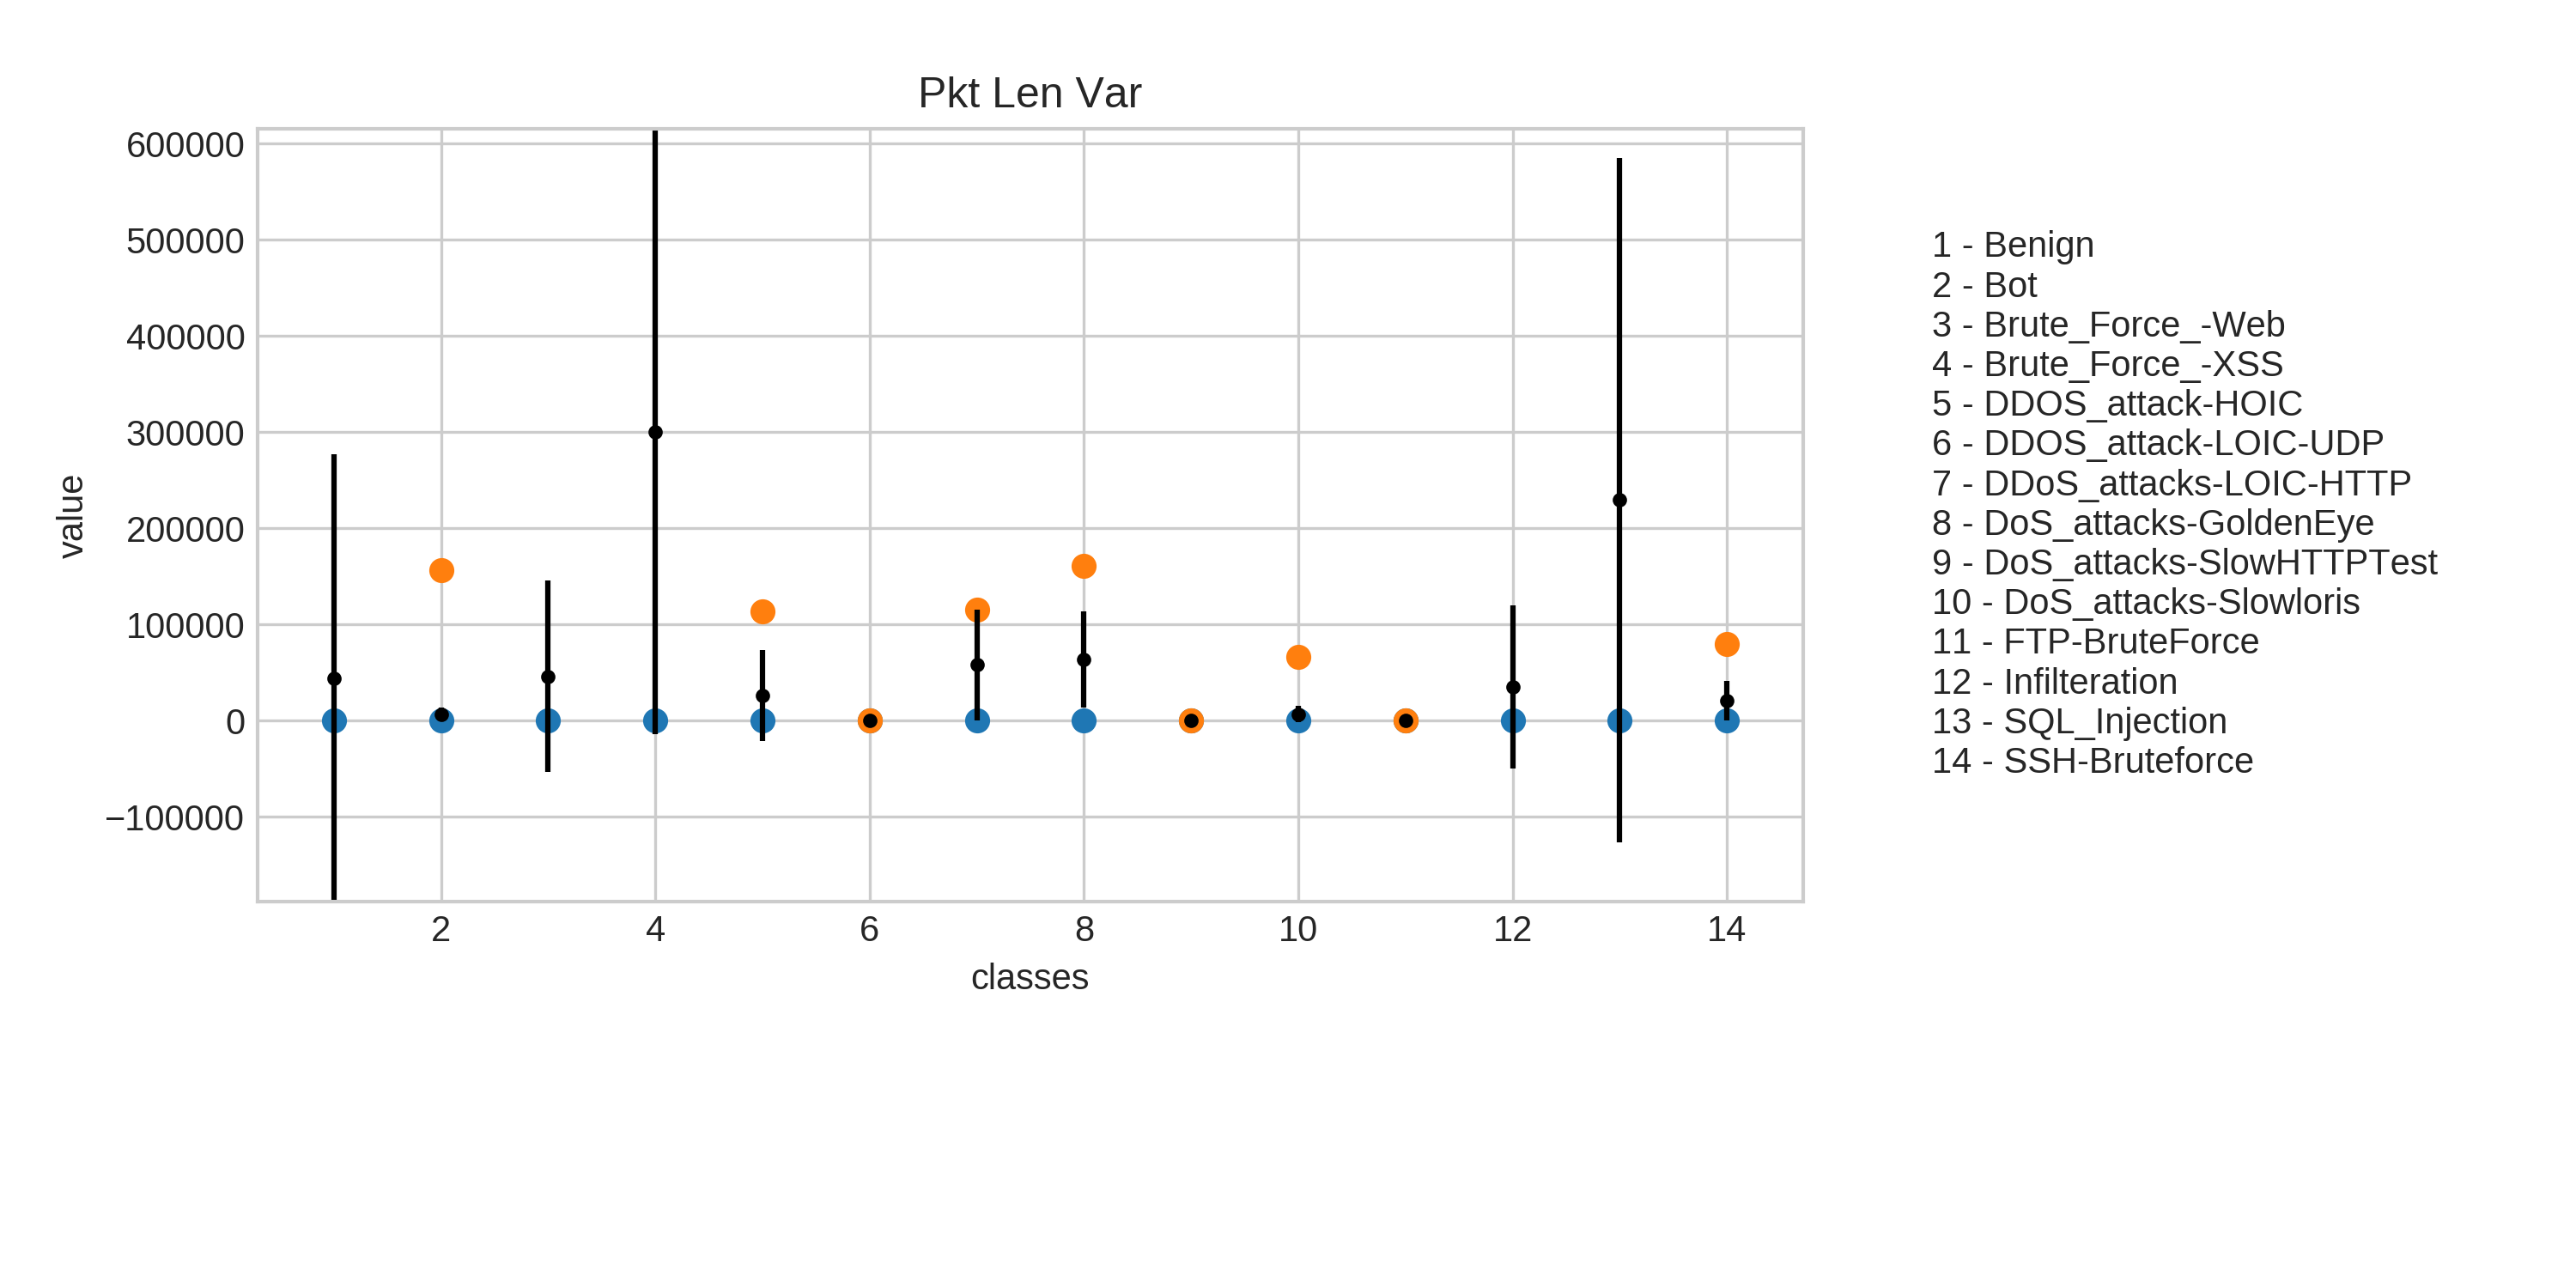 Pkt Len Var
600000
500000
400000
300000
200000
100000
0
−100000
value
2 4 6 8 10 12 14
classes
1 - Benign
2 - Bot
3 - Brute_Force_-Web
4 - Brute_Force_-XSS
5 - DDOS_attack-HOIC
6 - DDOS_attack-LOIC-UDP
7 - DDoS_attacks-LOIC-HTTP
8 - DoS_attacks-GoldenEye
9 - DoS_attacks-SlowHTTPTest
10 - DoS_attacks-Slowloris
11 - FTP-BruteForce
12 - Infilteration
13 - SQL_Injection
14 - SSH-Bruteforce